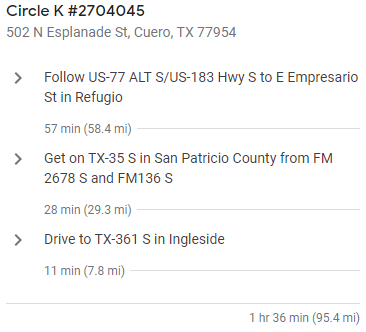 Circle K #2704045
502 N Esplanade St, Cuero, TX 77954
Follow US-77 ALT S/US-183 Hwy S to E Empresario
St in Refugio
57 min (58.4 mi)
Get on TX-35 S in San Patricio County from FM
2678 S and FM136 S
28 min (29.3 mi)
Drive to TX-361 S in Ingleside
11 min (7.8 mi)
1 hr 36 min (95.4 mi)